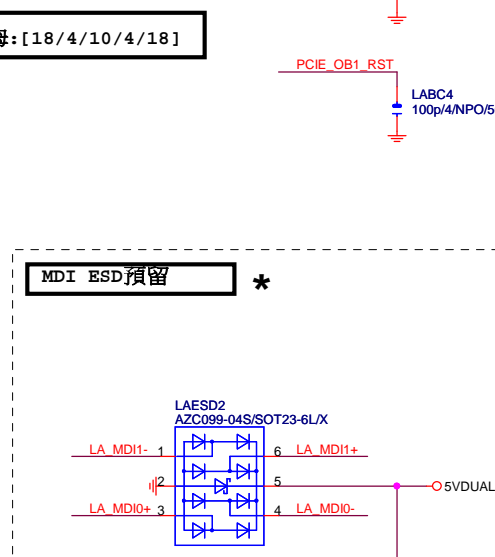 :[18/4/10/4/18]
PCIE_OB1_RST
LABC4
100p/4/NPO/5
MDI ESD預留 *
LAESD2
AZC099-04S/SOT23-6L/X
LA_MDI1- 1 6 LA_MDI1+
2 5 5VDUAL
LA_MDI0+ 3 4 LA_MDI0-